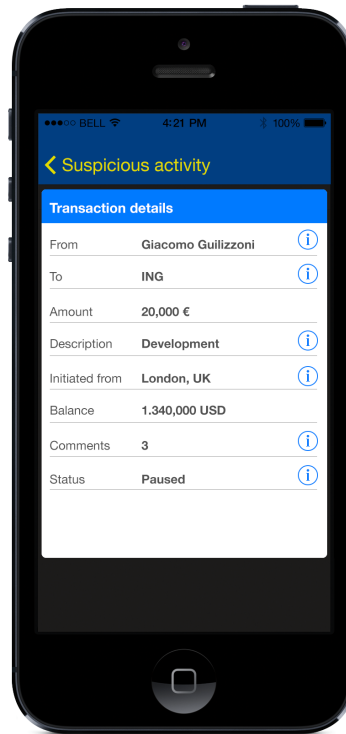 BELL 4:21 PM 100%
Suspicious activity
Transaction details
From Giacomo Guilizzoni
To ING
Amount 20,000 €
Description Development
Initiated from London, UK
Balance 1.340,000 USD
Comments 3
Status Paused